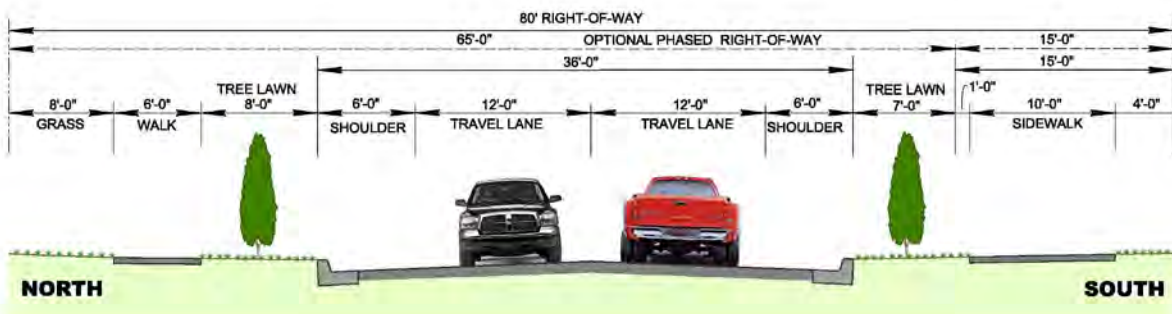 80' RIGHT-OF-WAY
65'-0" OPTIONAL PHASED RIGHT-OF-WAY 15'-0"
36'-0" 15'-0"
TREE LAWN TREE LAWN 1'-0"
8'-0" 6'-0" 8'-0" 6'-0" 12'-0" 12'-0" 6'-0" 7'-0" 10'-0" 4'-0"
GRASS WALK SHOULDER TRAVEL LANE TRAVEL LANE SHOULDER SIDEWALK
NORTH SOUTH